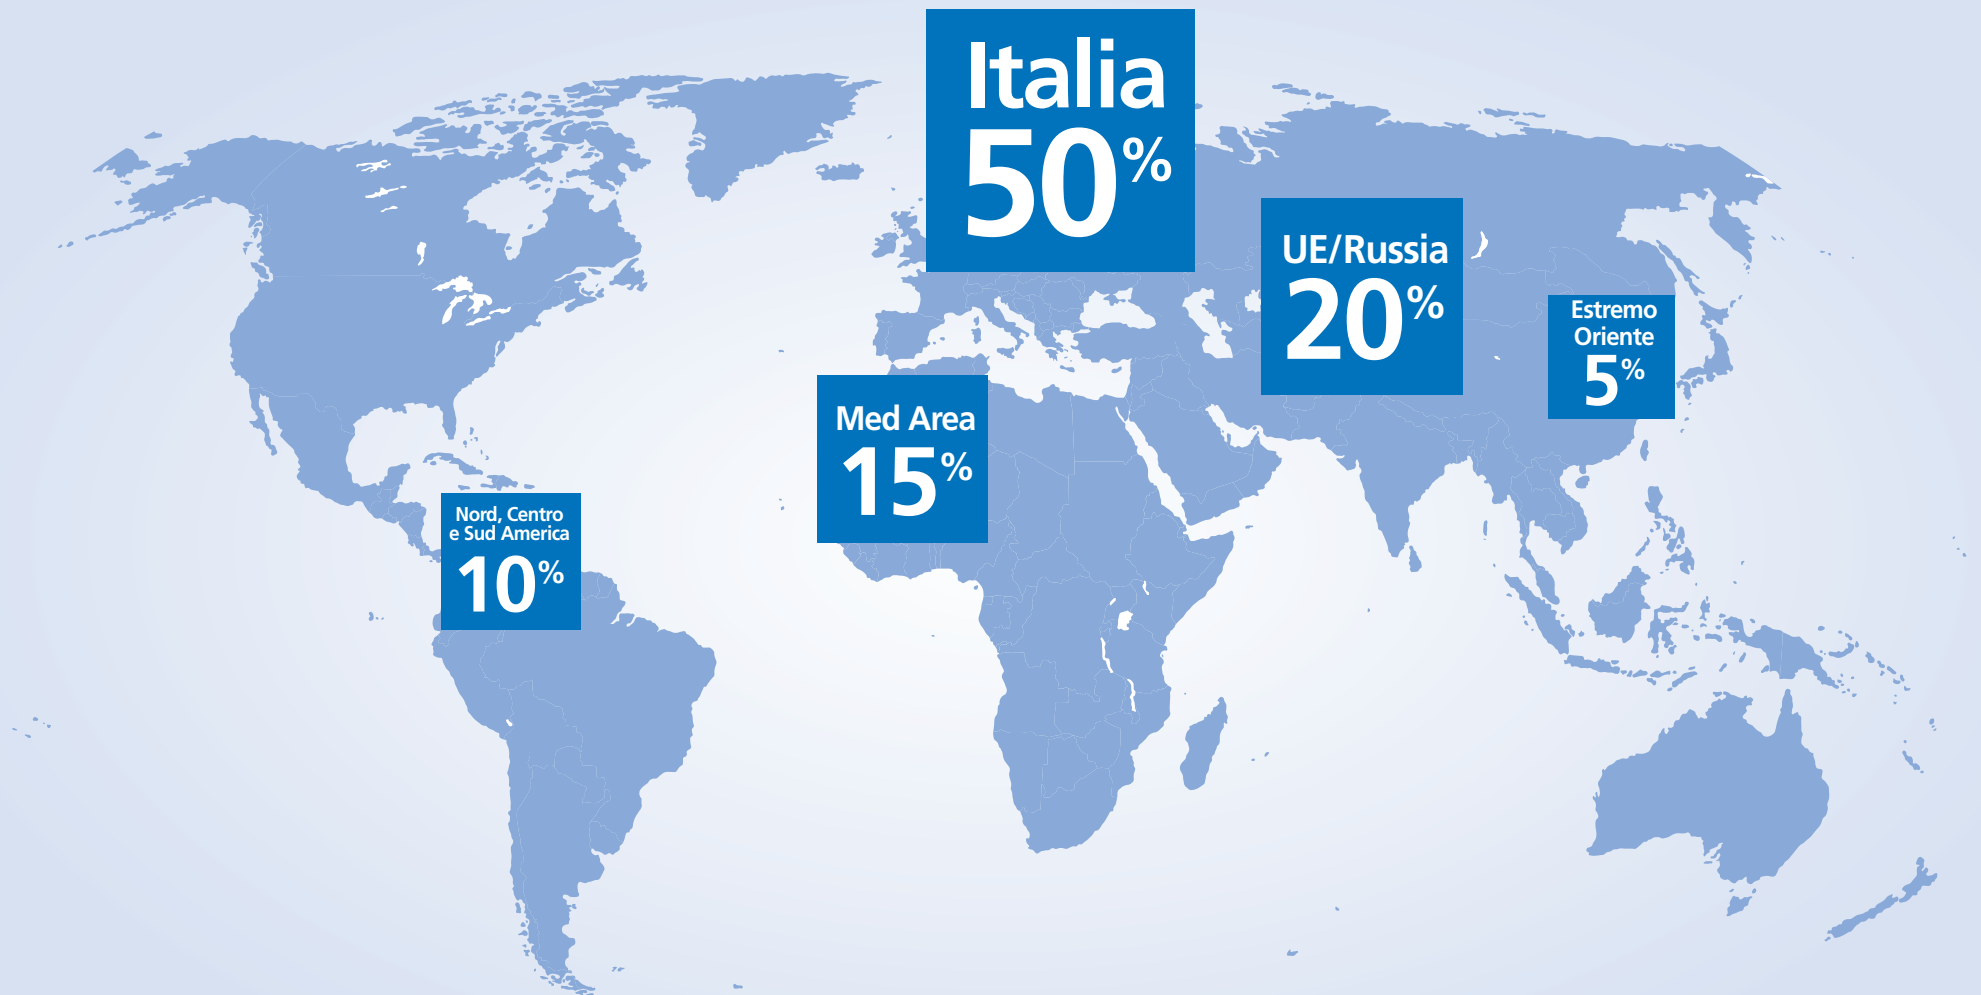 Italia
50%
UE/Russia
20%
Estremo
Oriente
5%
Med Area
15%
Nord, Centro
e Sud America
10%